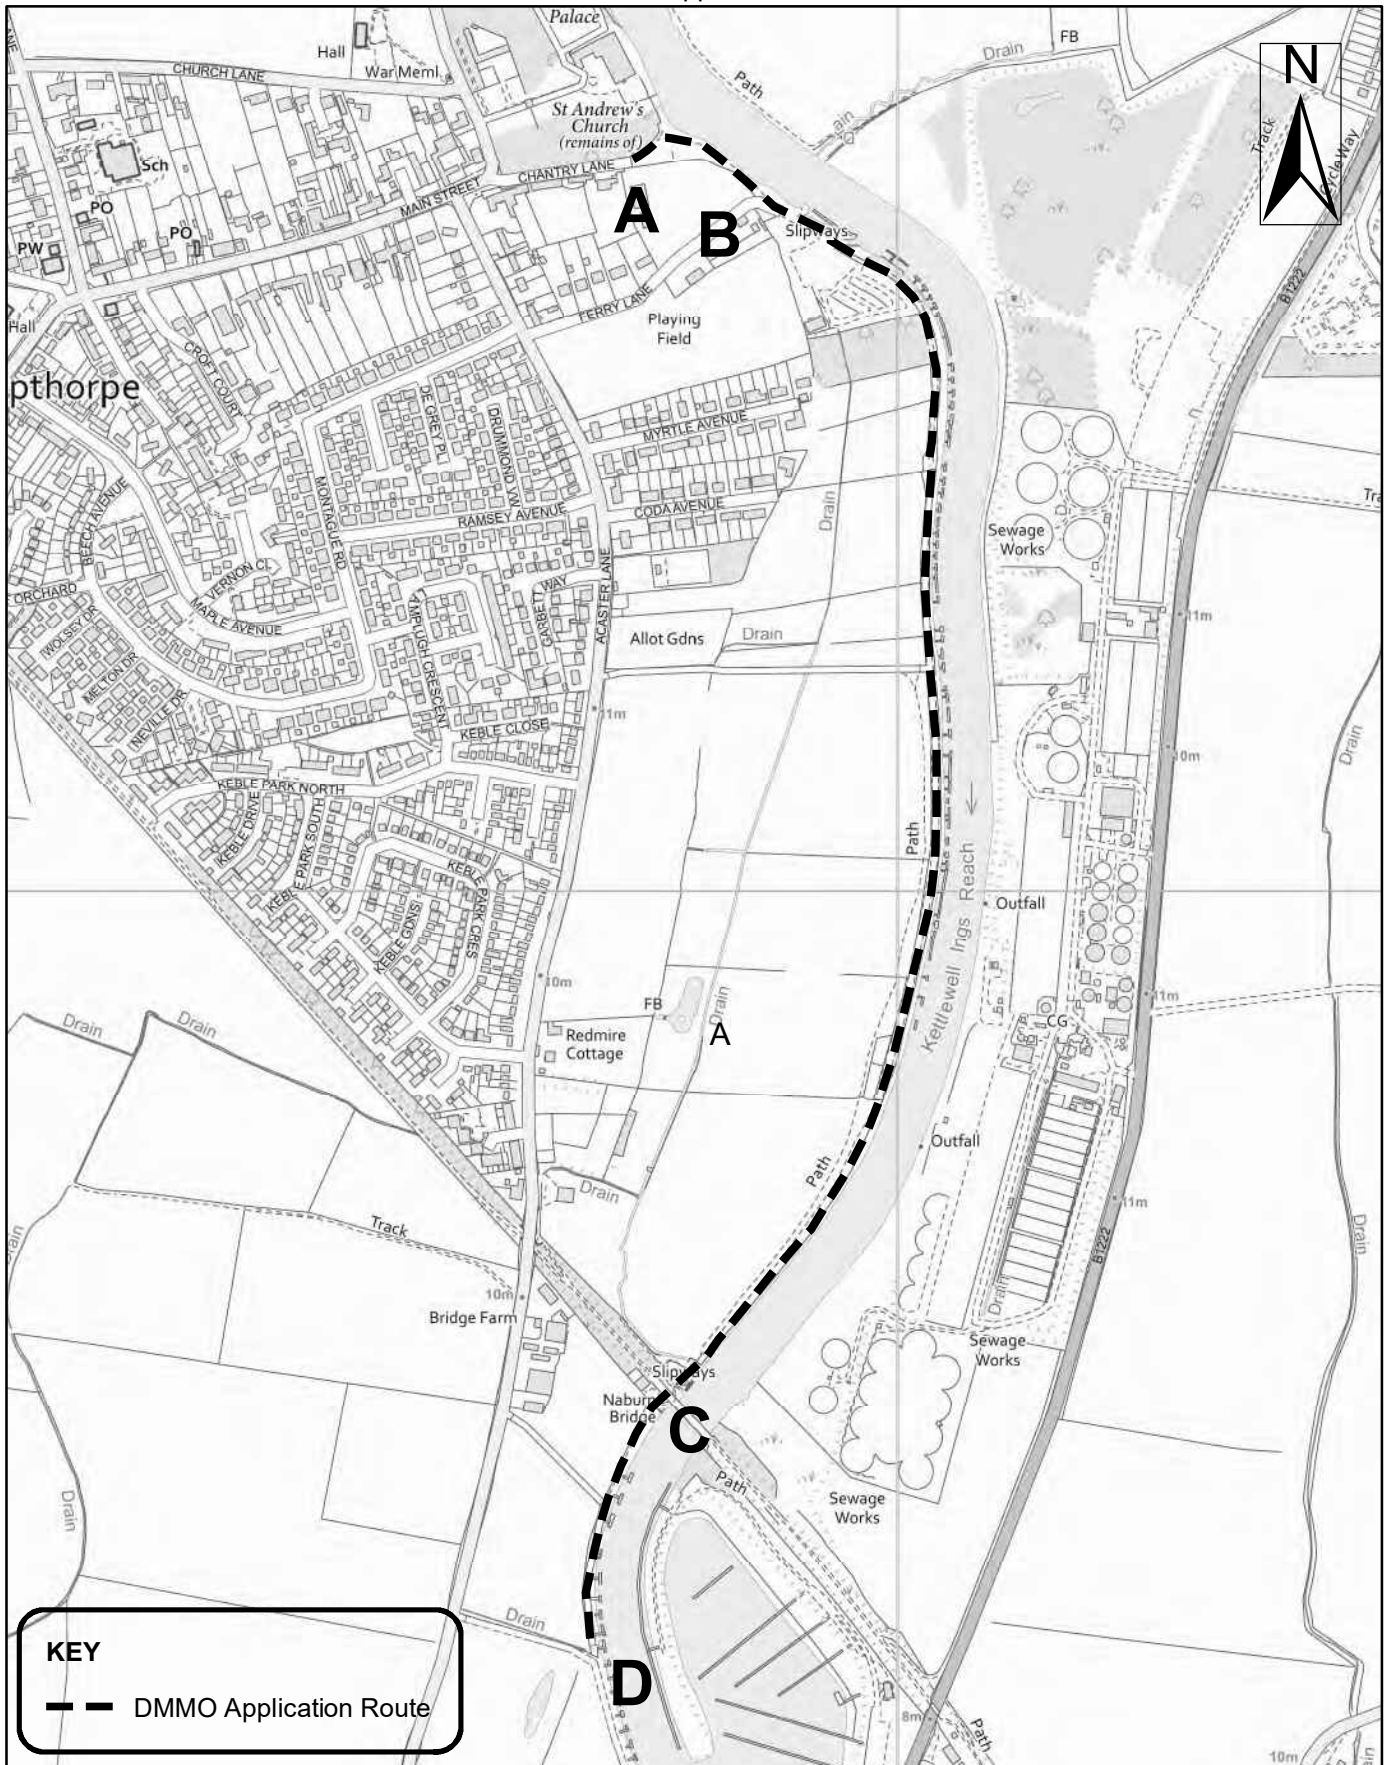 Palace
Hall
War Meml
CHURCH LANE
Path
Drain
FB
N
St Andrew's
Church
(remains of)
Sch
CHANTRY LANE
MAIN STREET
Track
Cycle Way
PO
PO
PW
A
B
Slipways
FERRY LANE
B1222
Hall
Playing
Field
CROFT COURT
pthorpe
DE GREY PL
DRUMMOND VW
MYRTLE AVENUE
MONTAGUE RD
BEECH AVENUE
RAMSEY AVENUE
CODA AVENUE
Drain
Sewage
Works
ORCHARD
VERNON CL
MAPLE AVENUE
GARBETT WAY
ACASTER LANE
WOLSEY DR
MELTON DR
NEVILLE DR
Allot Gdns
Drain
11m
11m
KEBLE CLOSE
10m
Drain
KEBLE PARK NORTH
KEBLE DRIVE
KEBLE PARK SOUTH
KEBLE PARK CRES
KEBLE GDNS
Path
Kettlewell Ings Reach
Outfall
10m
11m
FB
Drain
A
CG
Redmire
Cottage
Drain
Drain
Outfall
Path
Drain
11m
Track
B1222
Drain
10m
Bridge Farm
Drain
Sewage
Works
Slipways
Naburn
Bridge
C
Path
Sewage
Works
Drain
Drain
D
8m
Path
10m
KEY
DMMO Application Route